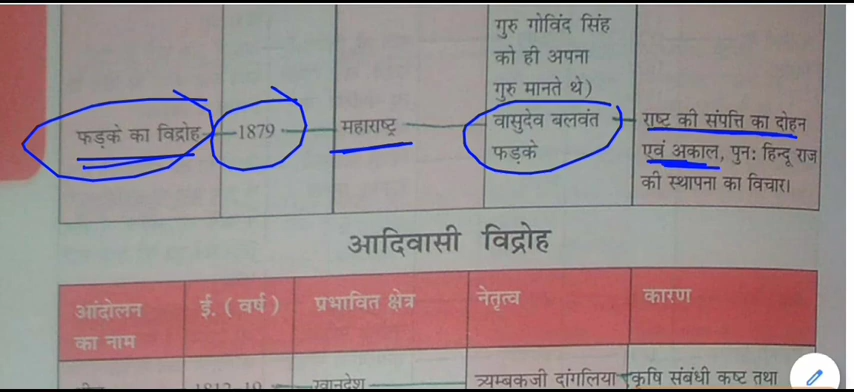 गुरु गोविंद सिंह
को ही अपना
गुरु मानते थे)
फड़के का विद्रोह 1879 महाराष्ट्र वासुदेव बलवंत राष्ट की संपत्ति का दोहन
फड़के एवं अकाल, पुनः हिन्दू राज
की स्थापना का विचार।
आदिवासी विद्रोह
आंदोलन ई. ( वर्ष ) प्रभावित क्षेत्र नेतृत्व कारण
का नाम
खानदेश त्र्यम्बकजी दांगलिया कृषि संबंधी कष्ट तथा